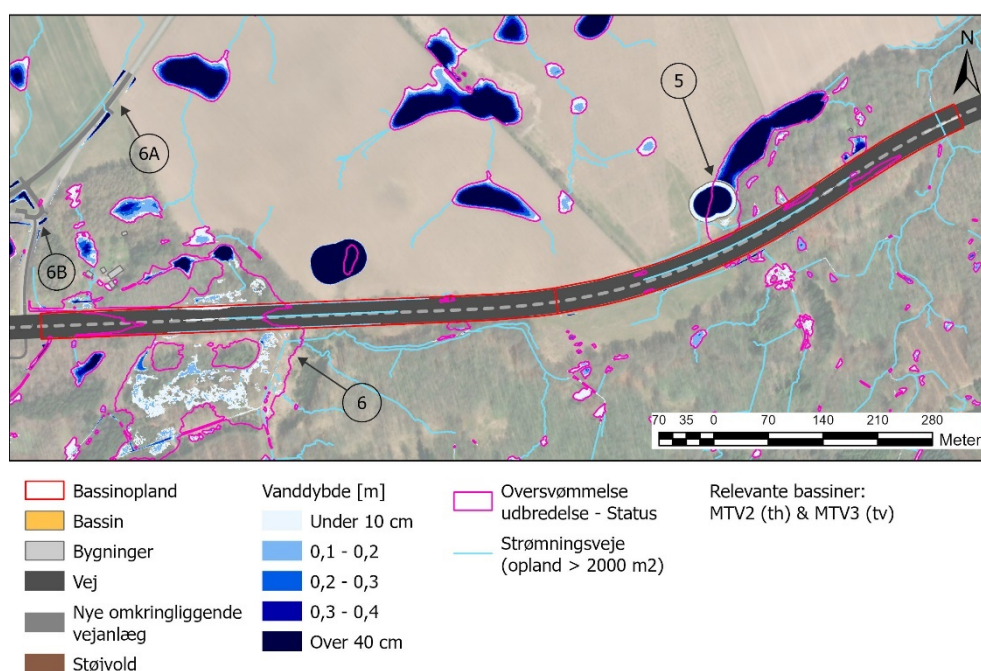 N
5
6A
6B
6
70 35 0 70 140 210 280
Meter
Bassinopland
Bassin
Bygninger
Vej
Nye omkringliggende
vejanlæg
Støjvold
Vanddybde [m]
Under 10 cm
0,1 - 0,2
0,2 - 0,3
0,3 - 0,4
Over 40 cm
Oversvømmelse
udbredelse - Status
Strømningsveje
(opland > 2000 m2)
Relevante bassiner:
MTV2 (th) & MTV3 (tv)